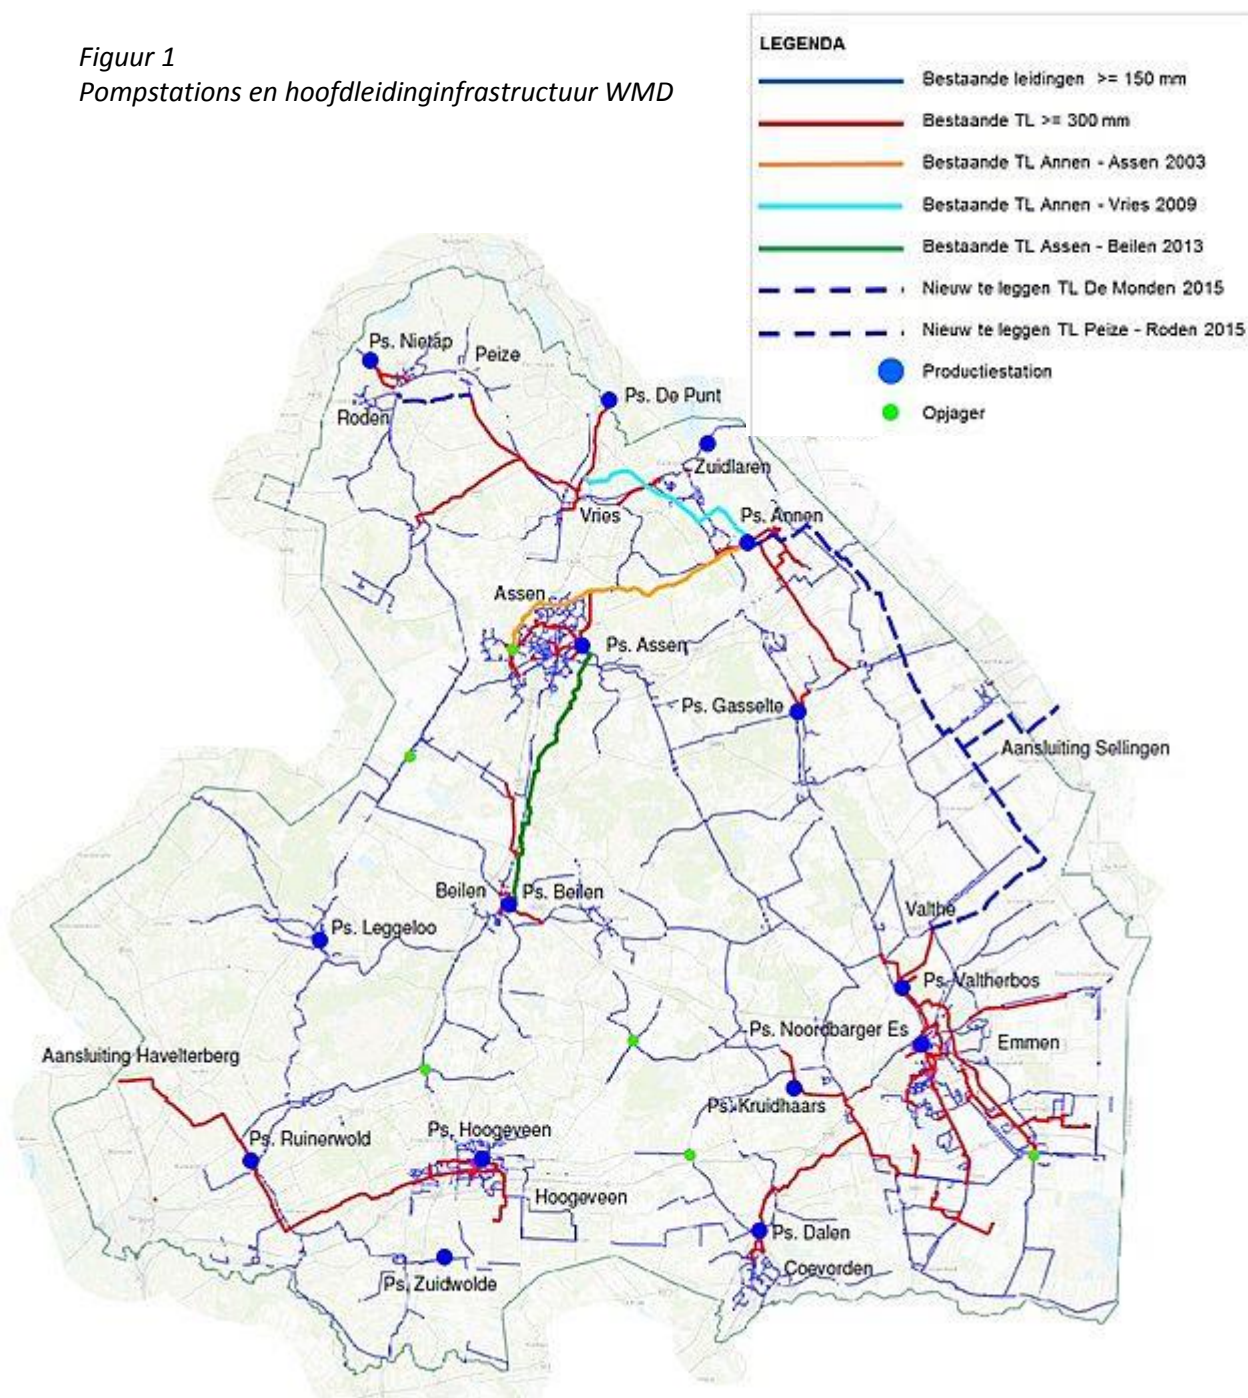 Figuur 1
Pompstations en hoofdleidinginfrastructuur WMD
LEGENDA
Bestaande leidingen >= 150 mm
Bestaande TL >= 300 mm
Bestaande TL Annen - Assen 2003
Bestaande TL Annen - Vries 2009
Bestaande TL Assen - Beilen 2013
Nieuw te leggen TL De Monden 2015
Nieuw te leggen TL Peize - Roden 2015
Productiestation
Opjager
Ps. Nietap
Peize
Ps. De Punt
Roden
Zuidlaren
Vries
Ps. Annen
Assen
Ps. Assen
Ps. Gasselte
Aansluiting Sellingen
Beilen
Ps. Beilen
Valthe
Ps. Leggeloo
Ps. Valtherbos
Ps. Noordbarger Es
Emmen
Aansluiting Havelterberg
Ps. Kruidhaars
Ps. Ruinerwold
Ps. Hoogeveen
Hoogeveen
Ps. Dalen
Coevorden
Ps. Zuidwolde